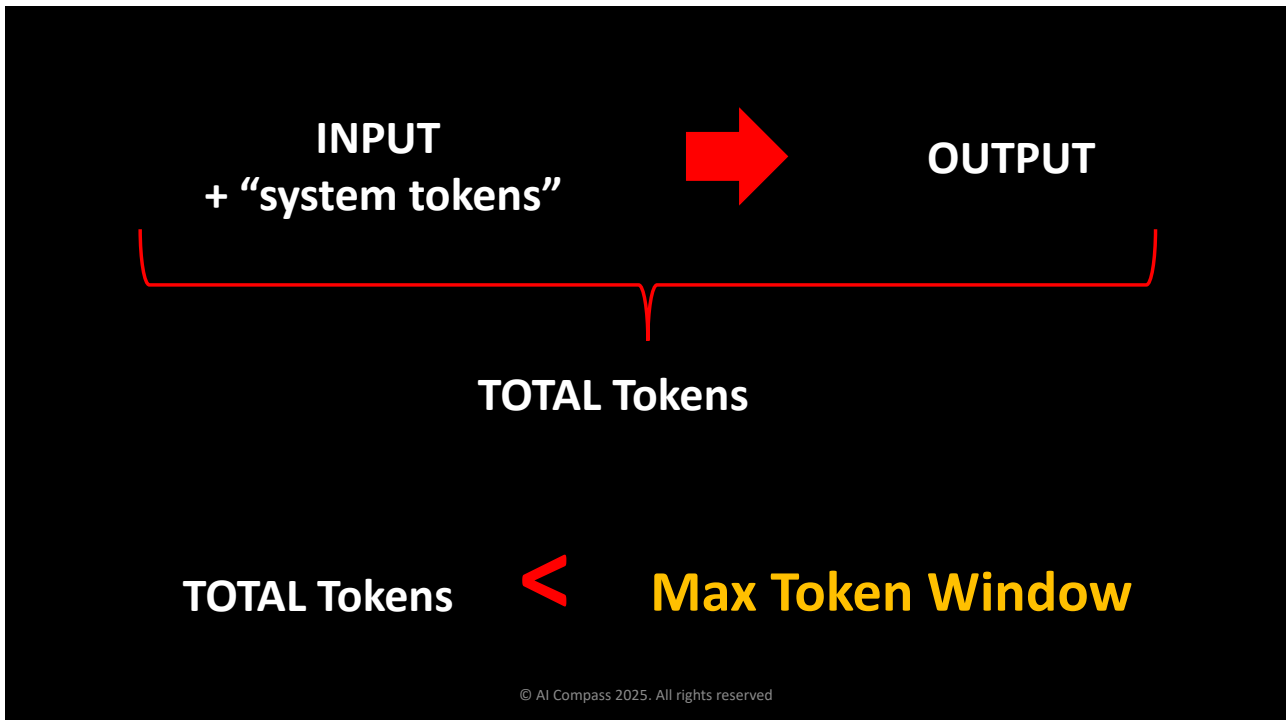 INPUT
+ “system tokens”
OUTPUT
TOTAL Tokens
TOTAL Tokens < Max Token Window
© AI Compass 2025. All rights reserved